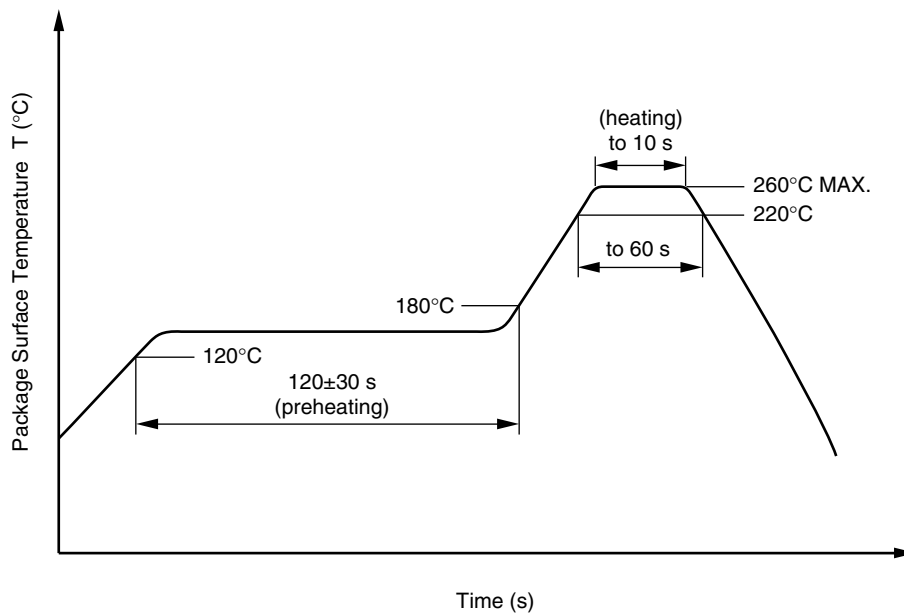 Package Surface Temperature T (°C)
(heating)
to 10 s
260°C MAX.
220°C
to 60 s
180°C
120°C
120±30 s
(preheating)
Time (s)